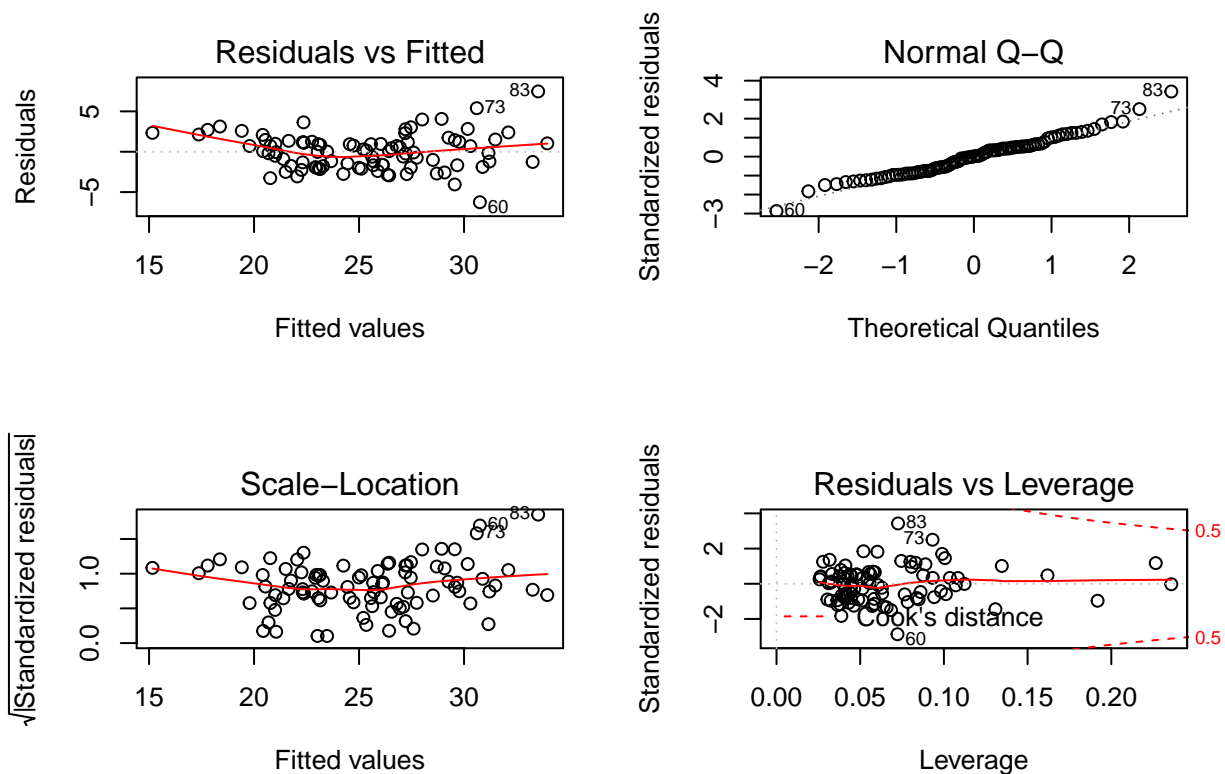 Residuals vs Fitted
Residuals
5
−5
83
73
60
15 20 25 30
Fitted values
Normal Q−Q
Standardized residuals
4
2
0
−3
83
73
60
−2 −1 0 1 2
Theoretical Quantiles
Scale−Location
√|Standardized residuals|
1.0
0.0
83
60
73
15 20 25 30
Fitted values
Residuals vs Leverage
Standardized residuals
2
0
−2
83
73
60
Cook's distance
0.5
0.5
0.00 0.05 0.10 0.15 0.20
Leverage